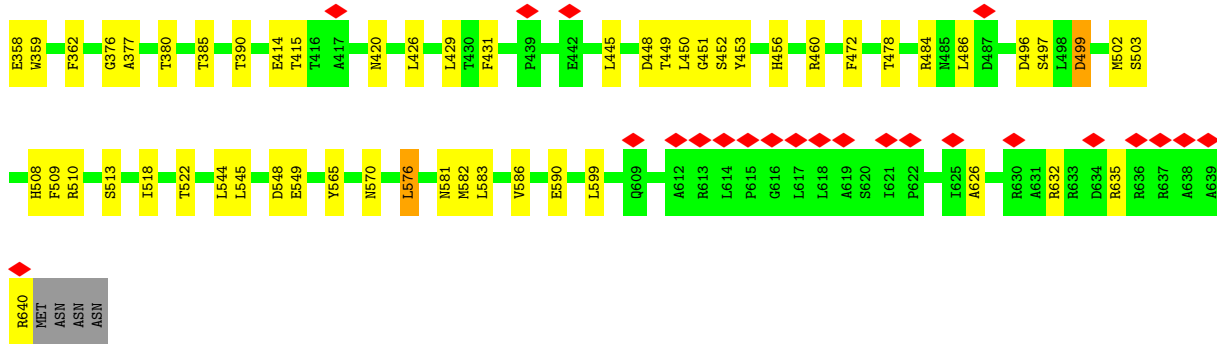 E358 W359 F362 G376 A377 T380 T385 T390 E414 T415 T416 A417 N420 L426 L429 T430 F431 P439 E442 L445 D448 T449 L450 G451 S452 Y453 H456 R460 F472 T478 R484 N485 L486 D487 D496 S497 L498 D499 M502 S503
H508 F509 R510 S513 I518 T522 L544 L545 D548 E549 Y565 N570 L576 N581 M582 L583 V586 E590 L599 Q609 A612 R613 L614 P615 G616 L617 L618 A619 S620 I621 P622 I625 A626 R630 A631 R632 R633 D634 R635 R636 R637 A638 A639
R640 MET ASN ASN ASN